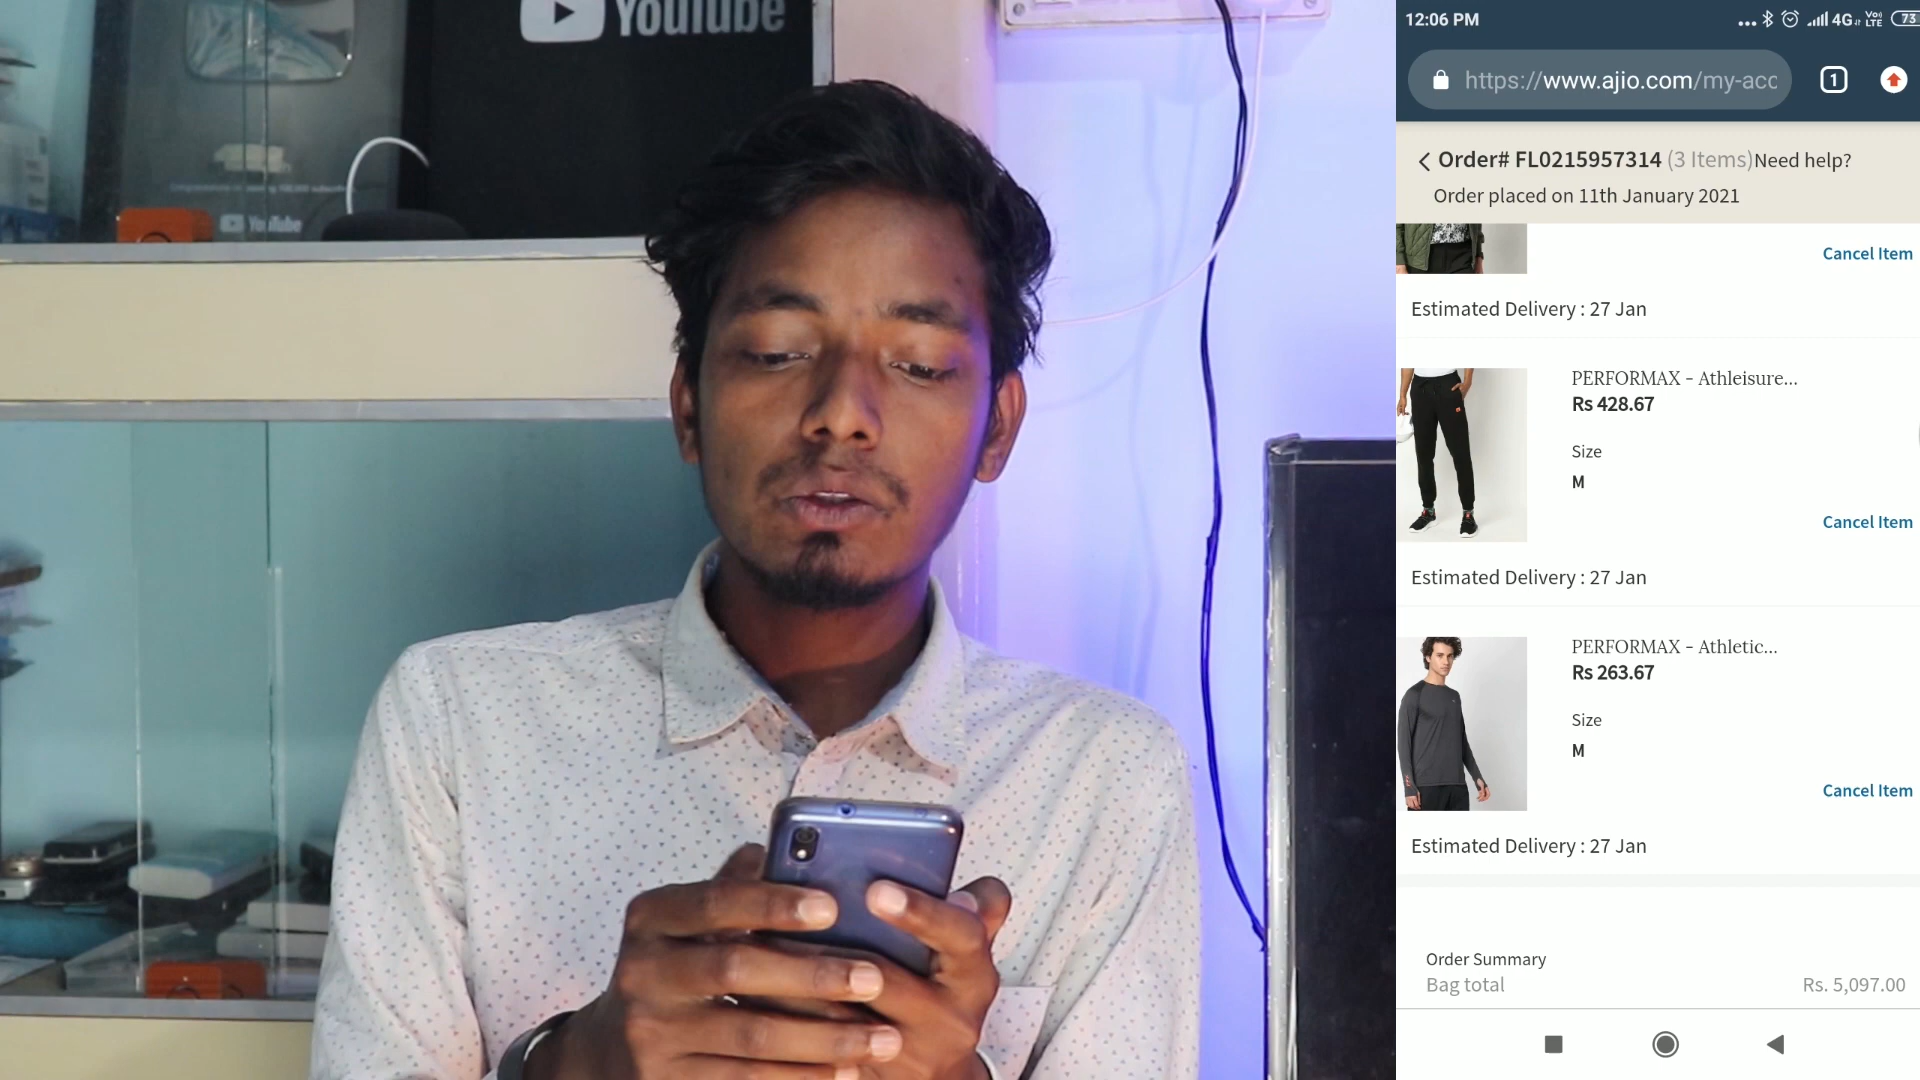 YouTube
YouTube
12:06 PM
4G
Vo
LTE
73
https://www.ajio.com/my-acc
1
Order# FL0215957314 (3 Items)Need help?
Order placed on 11th January 2021
Cancel Item
Estimated Delivery : 27 Jan
PERFORMAX - Athleisure...
Rs 428.67
Size
M
Cancel Item
Estimated Delivery : 27 Jan
PERFORMAX - Athletic...
Rs 263.67
Size
M
Cancel Item
Estimated Delivery : 27 Jan
Order Summary
Bag total
Rs. 5,097.00